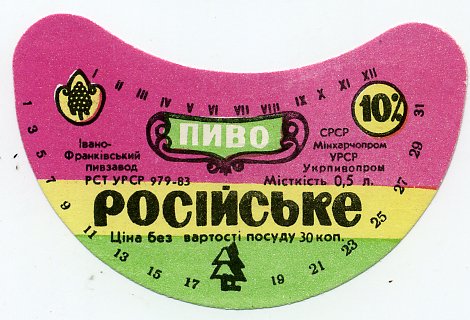 I II III IV V VI VII VIII IX X XI XII
10%
ПИВО
Івано-
Франківський
пивзавод
РСТ УРСР 979-83
СРСР
Мінхарчопром
УРСР
Укрпивопром
Місткість 0,5 л.
РОСІЙСЬКЕ
Ціна без вартості посуду 30 коп.
1 3 5 7 9 11 13 15 17 19 21 23 25 27 29 31